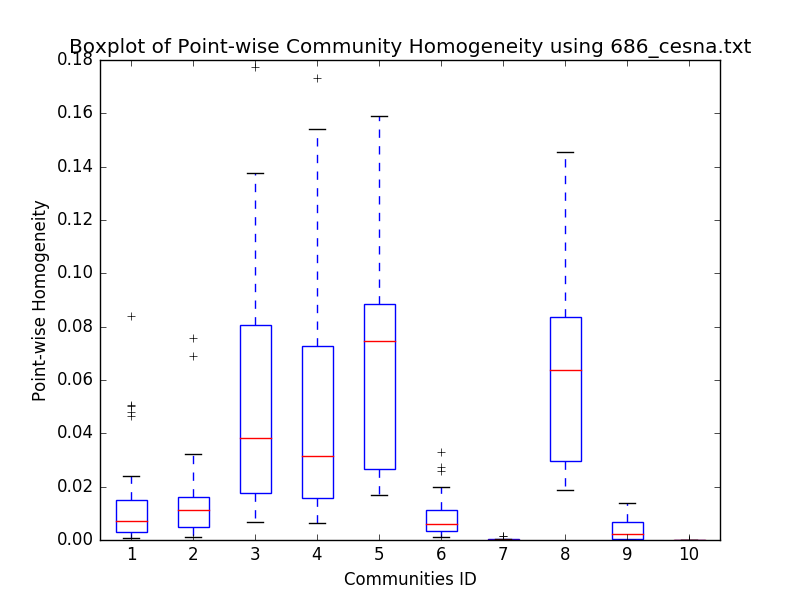 Boxplot of Point-wise Community Homogeneity using 686_cesna.txt
0.18
0.16
0.14
0.12
0.10
0.08
0.06
0.04
0.02
0.00
Point-wise Homogeneity
1 2 3 4 5 6 7 8 9 10
Communities ID